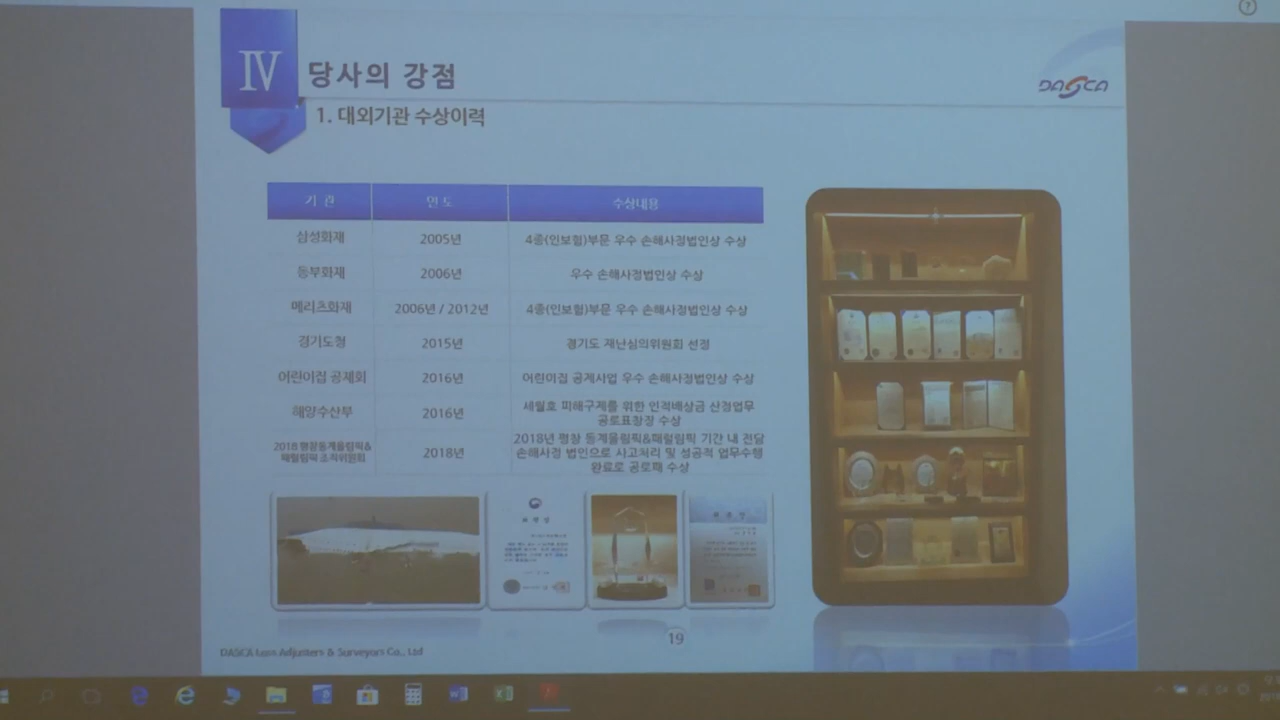 Ⅳ 당사의 강점
DASCA
1. 대외기관 수상이력
기 관 년 도 수상내용
삼성화재 2005년 4종(인보험)부문 우수 손해사정법인상 수상
동부화재 2006년 우수 손해사정법인상 수상
메리츠화재 2006년 / 2012년 4종(인보험)부문 우수 손해사정법인상 수상
경기도청 2015년 경기도 재난심의위원회 선정
어린이집 공제회 2016년 어린이집 공제사업 우수 손해사정법인상 수상
해양수산부 2016년 세월호 피해구제를 위한 인적배상금 산정업무
공로표창장 수상
2018 평창동계올림픽&
패럴림픽 조직위원회 2018년 2018년 평창 동계올림픽&패럴림픽 기간 내 전담
손해사정 법인으로 사고처리 및 성공적 업무수행
완료로 공로패 수상
표 창 장
19
DASCA Loss Adjusters & Surveyors Co., Ltd